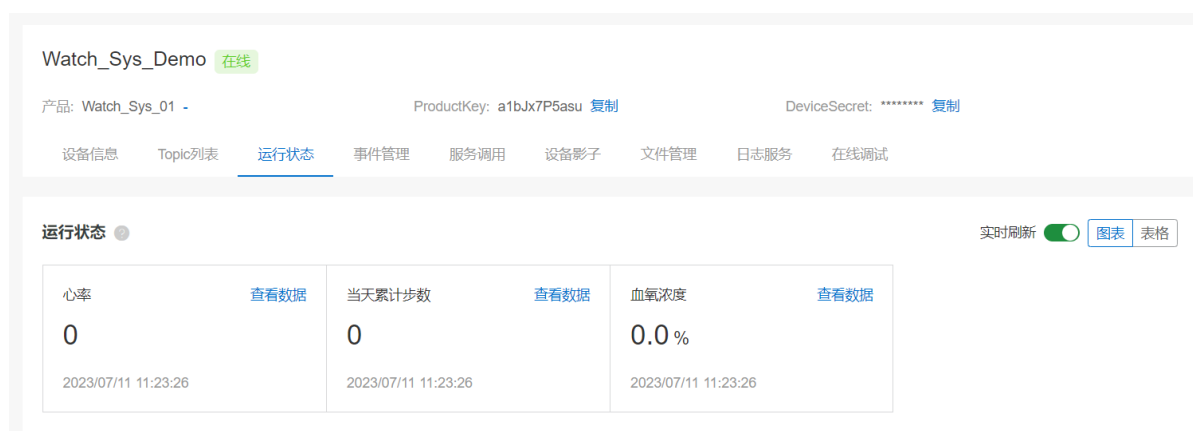 Watch_Sys_Demo 在线
产品: Watch_Sys_01 - ProductKey: a1bJx7P5asu 复制 DeviceSecret: ******** 复制
设备信息 Topic列表 运行状态 事件管理 服务调用 设备影子 文件管理 日志服务 在线调试
运行状态 ? 实时刷新 图表 表格
心率 查看数据 当天累计步数 查看数据 血氧浓度 查看数据
0 0 0.0 %
2023/07/11 11:23:26 2023/07/11 11:23:26 2023/07/11 11:23:26